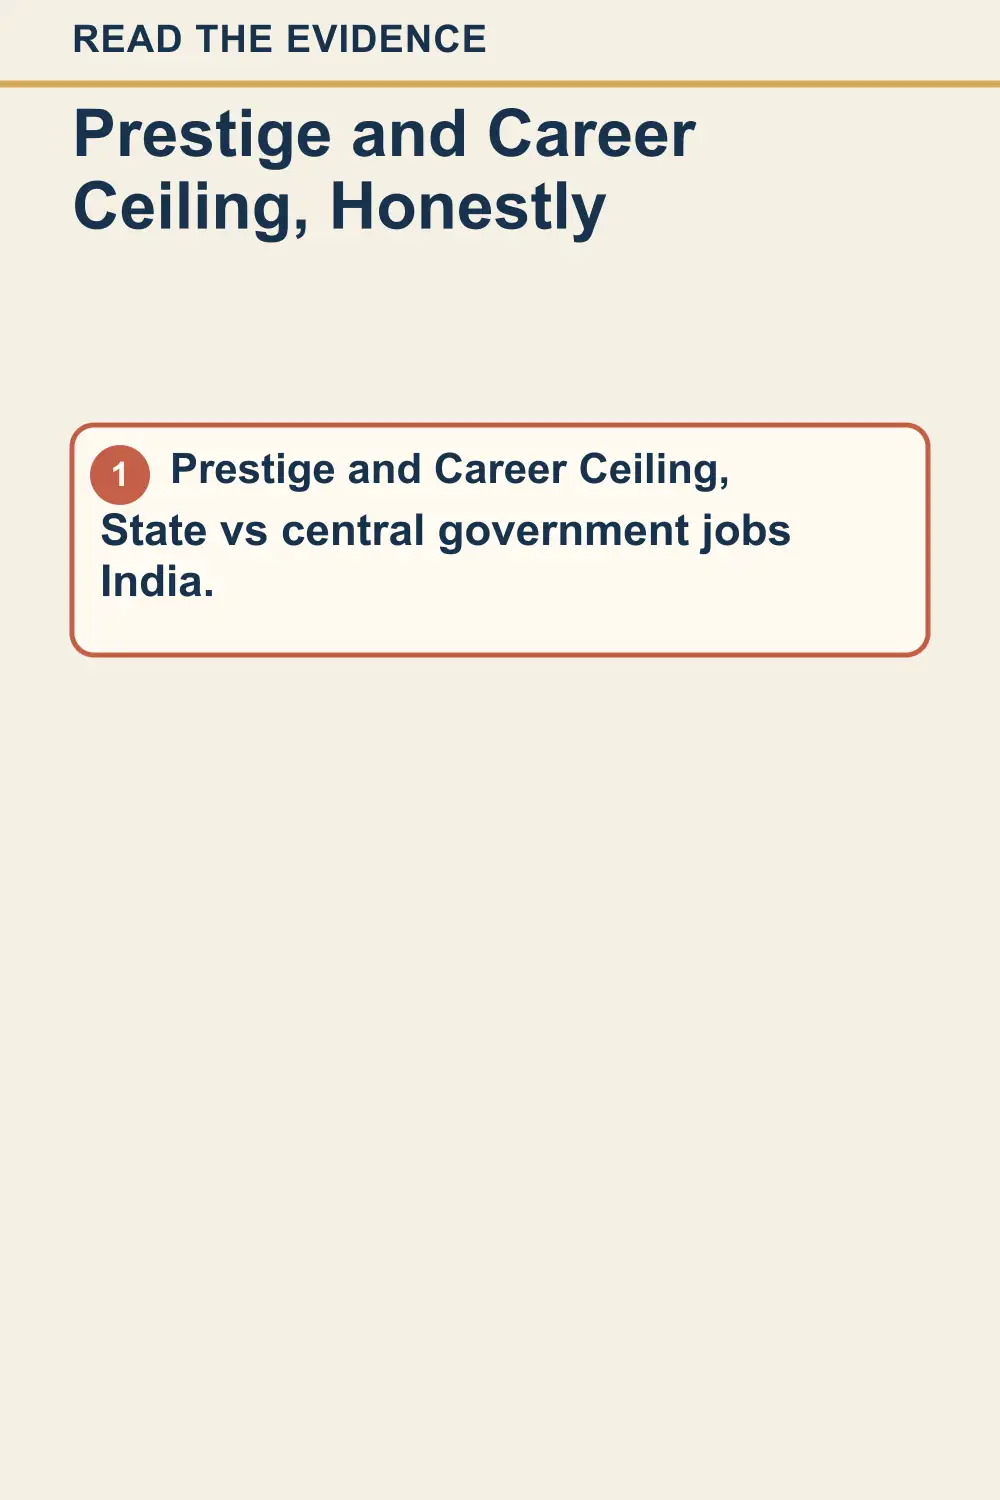 READ THE EVIDENCE
Prestige and Career
Ceiling, Honestly
1 Prestige and Career Ceiling,
State vs central government jobs
India.